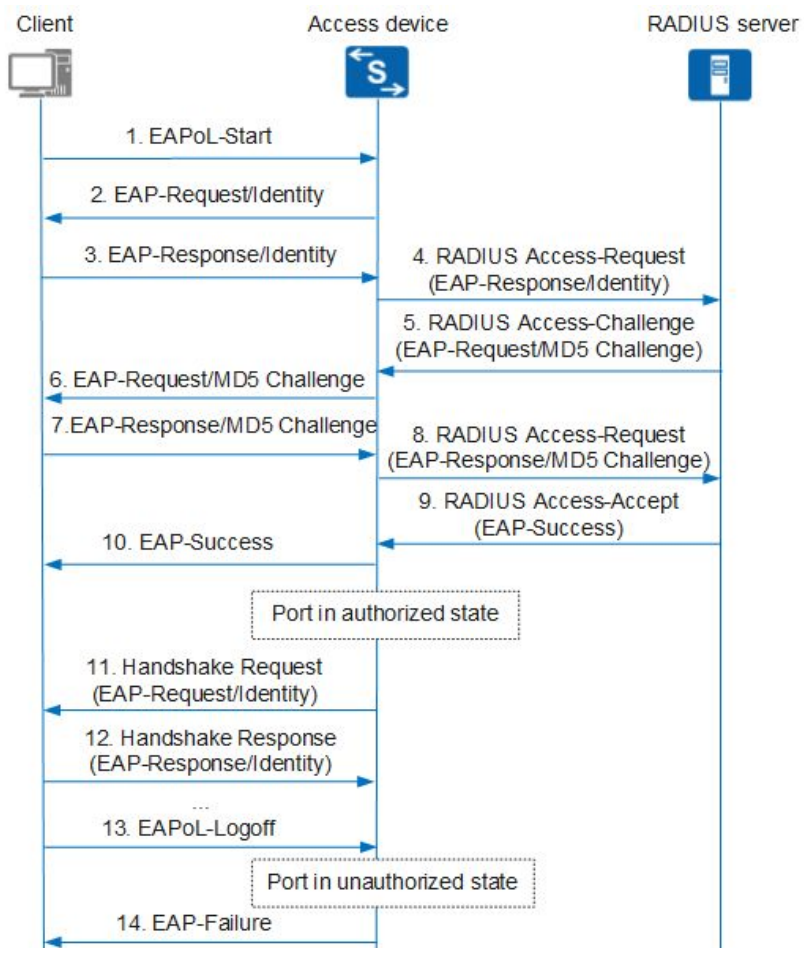 Client
Access device
RADIUS server
S
1. EAPoL-Start
2. EAP-Request/Identity
3. EAP-Response/Identity
4. RADIUS Access-Request
(EAP-Response/Identity)
5. RADIUS Access-Challenge
(EAP-Request/MD5 Challenge)
6. EAP-Request/MD5 Challenge
7.EAP-Response/MD5 Challenge
8. RADIUS Access-Request
(EAP-Response/MD5 Challenge)
9. RADIUS Access-Accept
(EAP-Success)
10. EAP-Success
Port in authorized state
11. Handshake Request
(EAP-Request/Identity)
12. Handshake Response
(EAP-Response/Identity)
...
13. EAPoL-Logoff
Port in unauthorized state
14. EAP-Failure